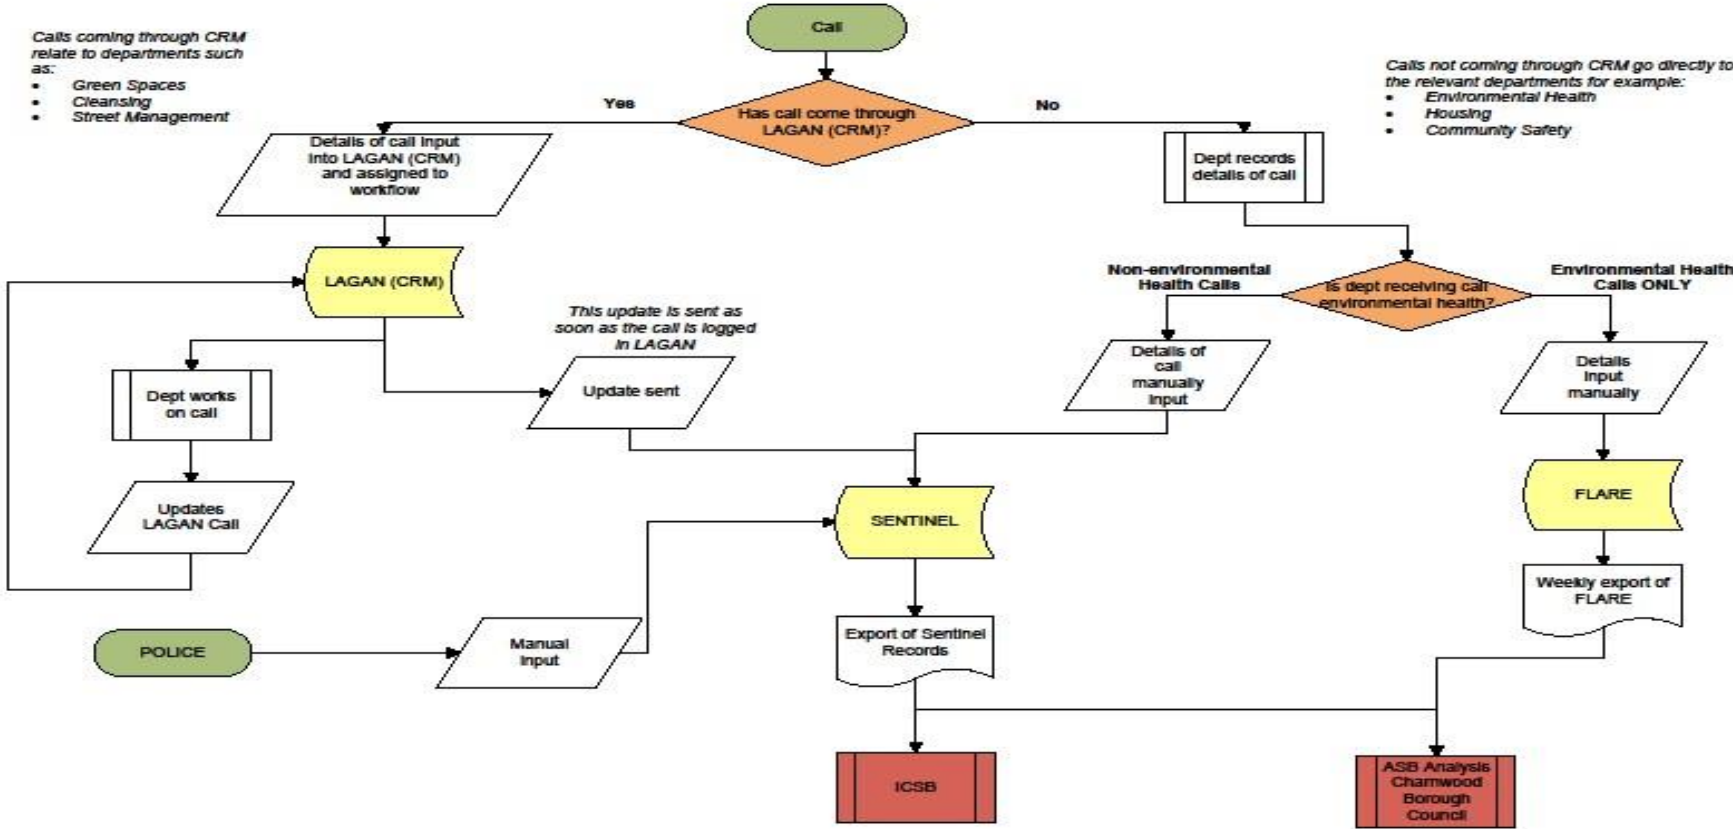 Call
Calls coming through CRM
relate to departments such
as:
• Green Spaces
• Cleansing
• Street Management
Calls not coming through CRM go directly to
the relevant departments for example:
• Environmental Health
• Housing
• Community Safety
Has call come through
LAGAN (CRM)?
Yes
No
Details of call input
into LAGAN (CRM)
and assigned to
workflow
Dept records
details of call
LAGAN (CRM)
Non-environmental
Health Calls
Is dept receiving call
environmental health?
Environmental Health
Calls ONLY
This update is sent as
soon as the call is logged
in LAGAN
Update sent
Dept works
on call
Details of
call
manually
input
Details
input
manually
Updates
LAGAN Call
SENTINEL
FLARE
Weekly export of
FLARE
POLICE
Manual
Input
Export of Sentinel
Records
ICSB
ASB Analysis
Charnwood
Borough
Council